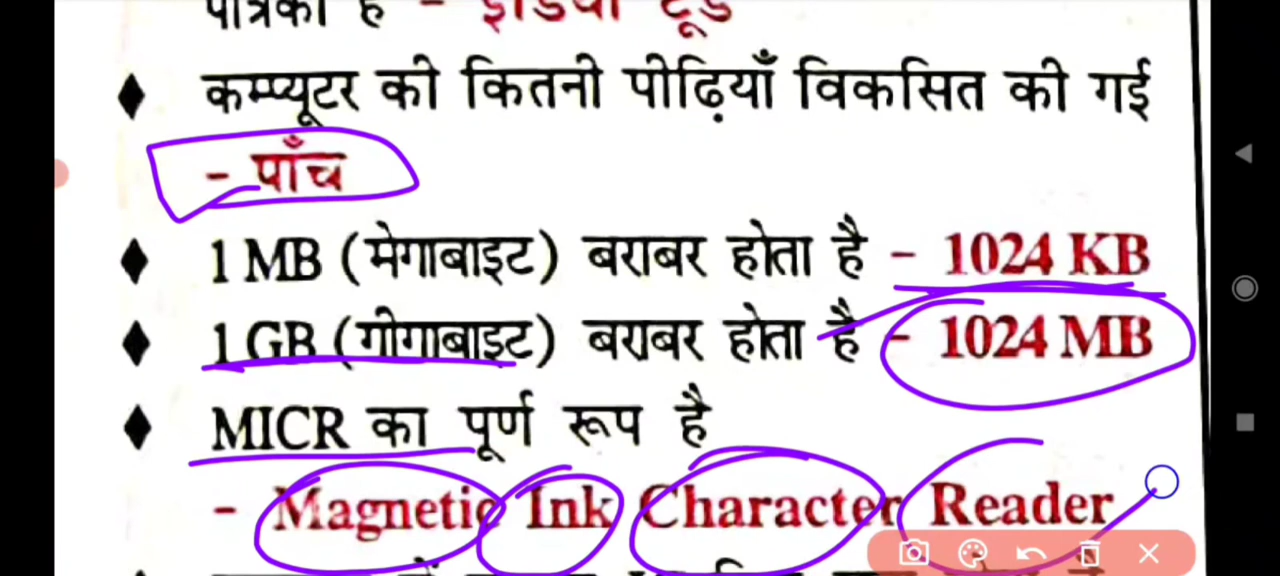 पत्रिका है - इंडिया टूडे
♦ कम्प्यूटर की कितनी पीढ़ियाँ विकसित की गई
- पाँच
♦ 1 MB (मेगाबाइट) बराबर होता है - 1024 KB
♦ 1 GB (गीगाबाइट) बराबर होता है - 1024 MB
♦ MICR का पूर्ण रूप है
- Magnetic Ink Character Reader